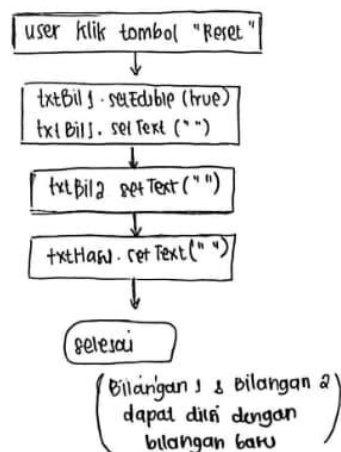 user klik tombol "Reset"
txtBil1.setEdible (true)
txtBil1.setText (" ")
txtBil2 setText (" ")
txtHasil.setText (" ")
selesai
(Bilangan 1 & Bilangan 2
dapat diisi dengan
bilangan baru)